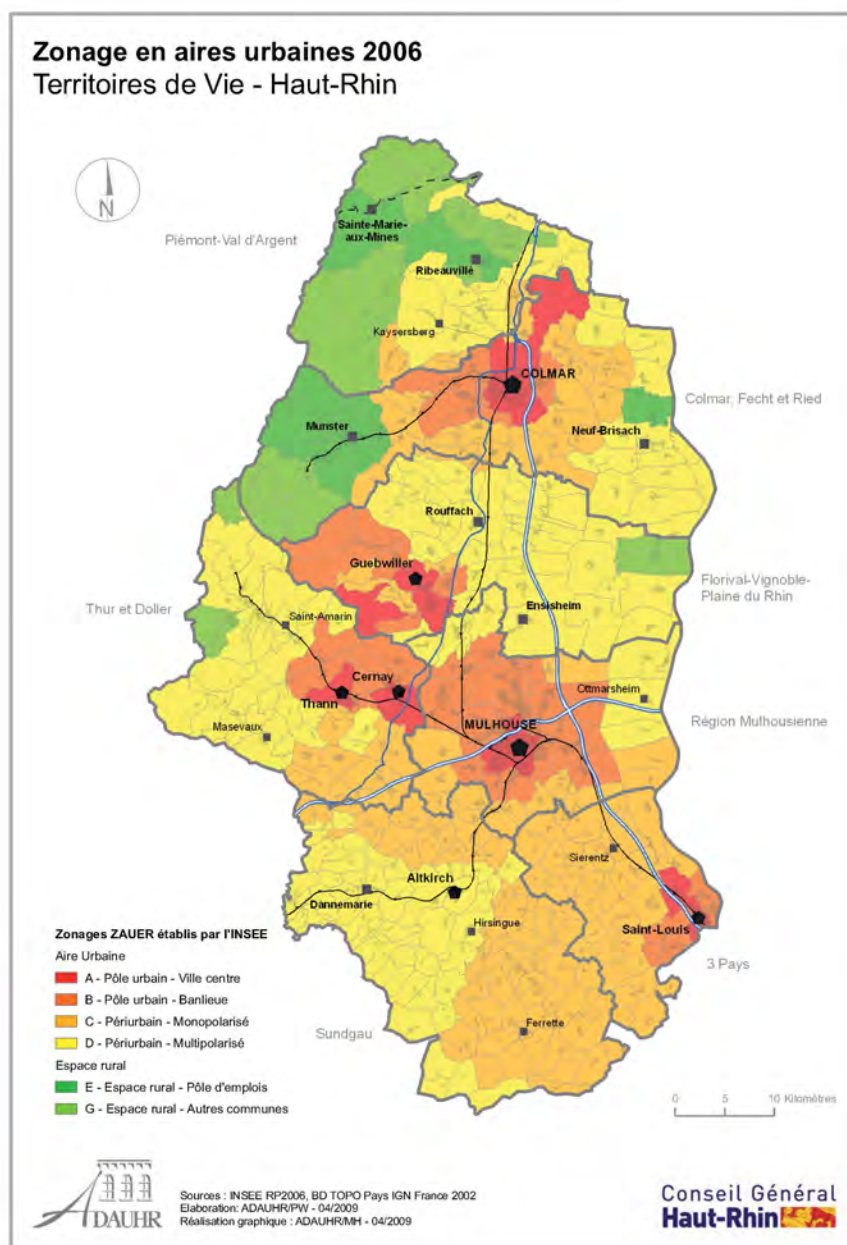 Zonage en aires urbaines 2006
Territoires de Vie - Haut-Rhin
N
Piémont-Val d'Argent
Sainte-Marie-
aux-Mines
Ribeauvillé
Kaysersberg
COLMAR
Colmar, Fecht et Ried
Munster
Neuf-Brisach
Rouffach
Guebwiller
Florival-Vignoble-
Plaine du Rhin
Thur et Doller
Saint-Amarin
Ensisheim
Cernay
Ottmarsheim
Thann
MULHOUSE
Région Mulhousienne
Masevaux
Sierentz
Altkirch
Dannemarie
Hirsingue
Saint-Louis
3 Pays
Sundgau
Ferrette
Zonages ZAUER établis par l'INSEE
Aire Urbaine
A - Pôle urbain - Ville centre
B - Pôle urbain - Banlieue
C - Périurbain - Monopolarisé
D - Périurbain - Multipolarisé
Espace rural
E - Espace rural - Pôle d'emplois
G - Espace rural - Autres communes
0 5 10 Kilomètres
ADAUHR
Sources : INSEE RP2006, BD TOPO Pays IGN France 2002
Elaboration: ADAUHR/PW - 04/2009
Réalisation graphique : ADAUHR/MH - 04/2009
Conseil Général
Haut-Rhin